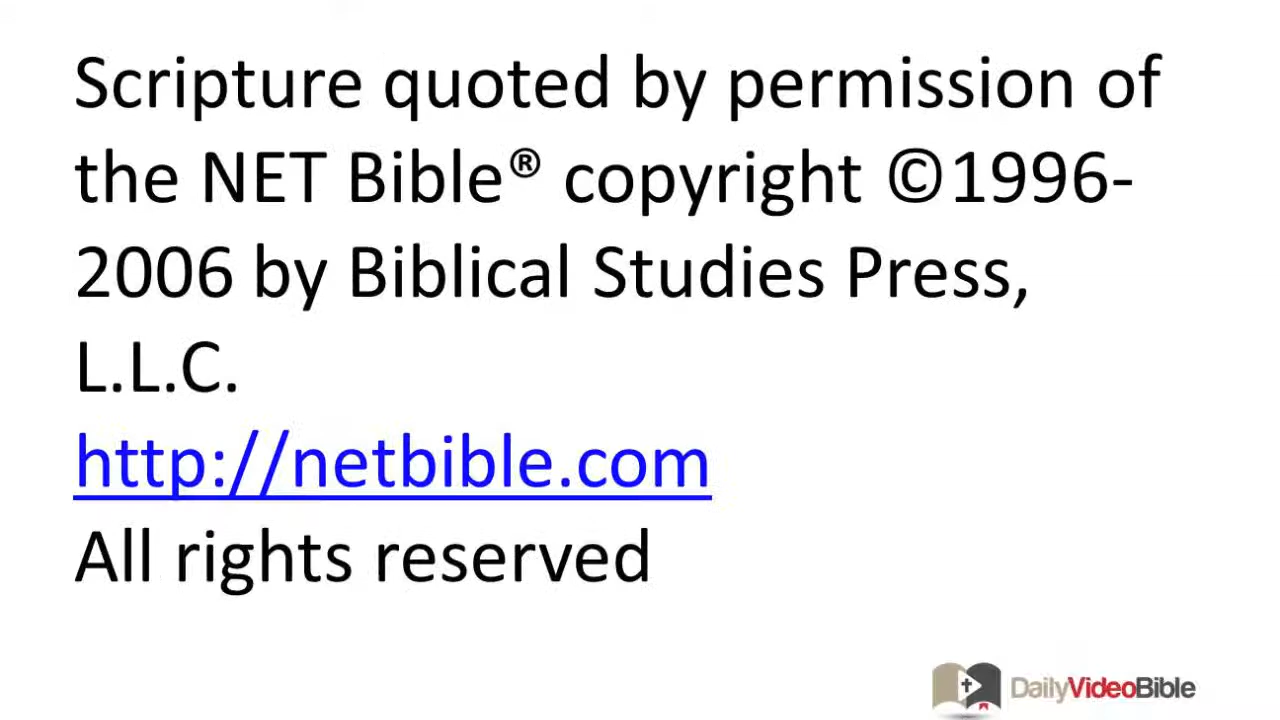 Scripture quoted by permission of
the NET Bible® copyright ©1996-
2006 by Biblical Studies Press,
L.L.C.
http://netbible.com
All rights reserved
DailyVideoBible